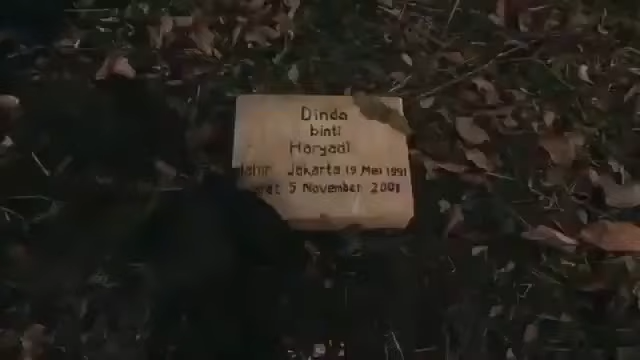 Dinda
binti
Haryadi
Jakarta 19 Mei 1991
5 November 2001